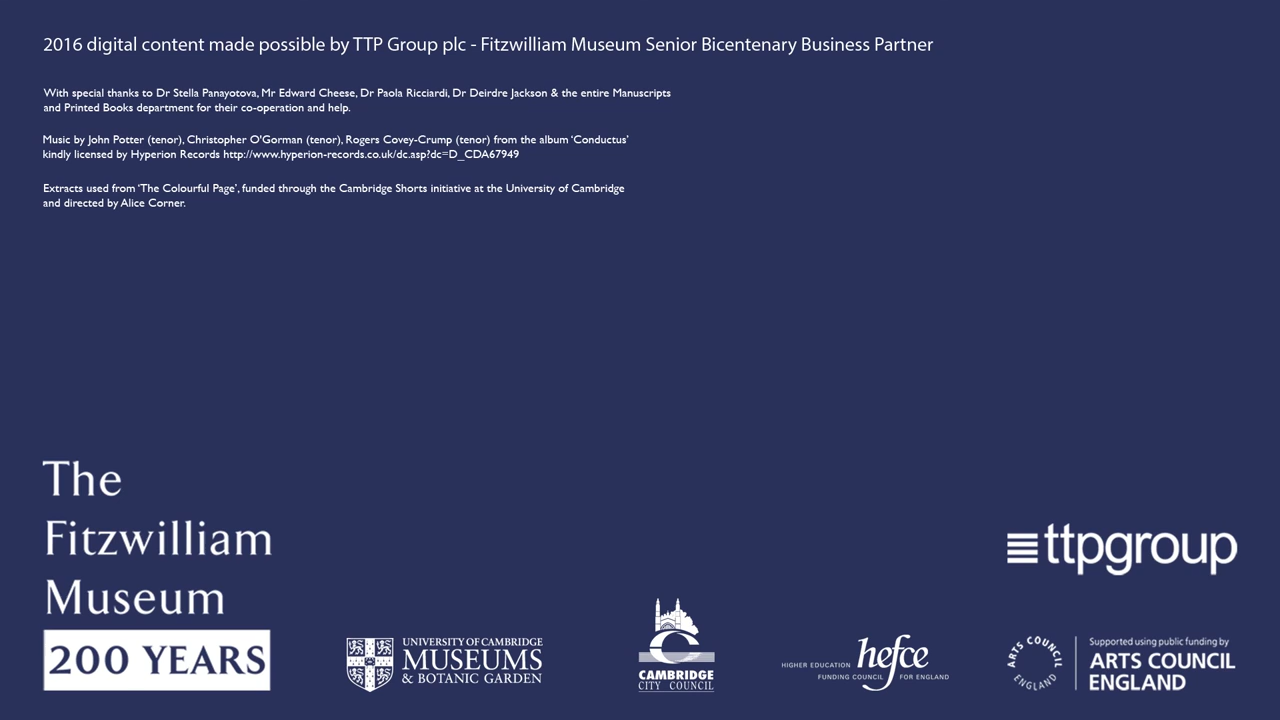 2016 digital content made possible by TTP Group plc - Fitzwilliam Museum Senior Bicentenary Business Partner
With special thanks to Dr Stella Panayotova, Mr Edward Cheese, Dr Paola Ricciardi, Dr Deirdre Jackson & the entire Manuscripts
and Printed Books department for their co-operation and help.
Music by John Potter (tenor), Christopher O'Gorman (tenor), Rogers Covey-Crump (tenor) from the album ‘Conductus’
kindly licensed by Hyperion Records http://www.hyperion-records.co.uk/dc.asp?dc=D_CDA67949
Extracts used from ‘The Colourful Page’, funded through the Cambridge Shorts initiative at the University of Cambridge
and directed by Alice Corner.
The
Fitzwilliam
Museum
200 YEARS
UNIVERSITY OF CAMBRIDGE
MUSEUMS
& BOTANIC GARDEN
CAMBRIDGE
CITY COUNCIL
HIGHER EDUCATION hefce
FUNDING COUNCIL FOR ENGLAND
ttpgroup
ARTS COUNCIL
ENGLAND
Supported using public funding by
ARTS COUNCIL
ENGLAND